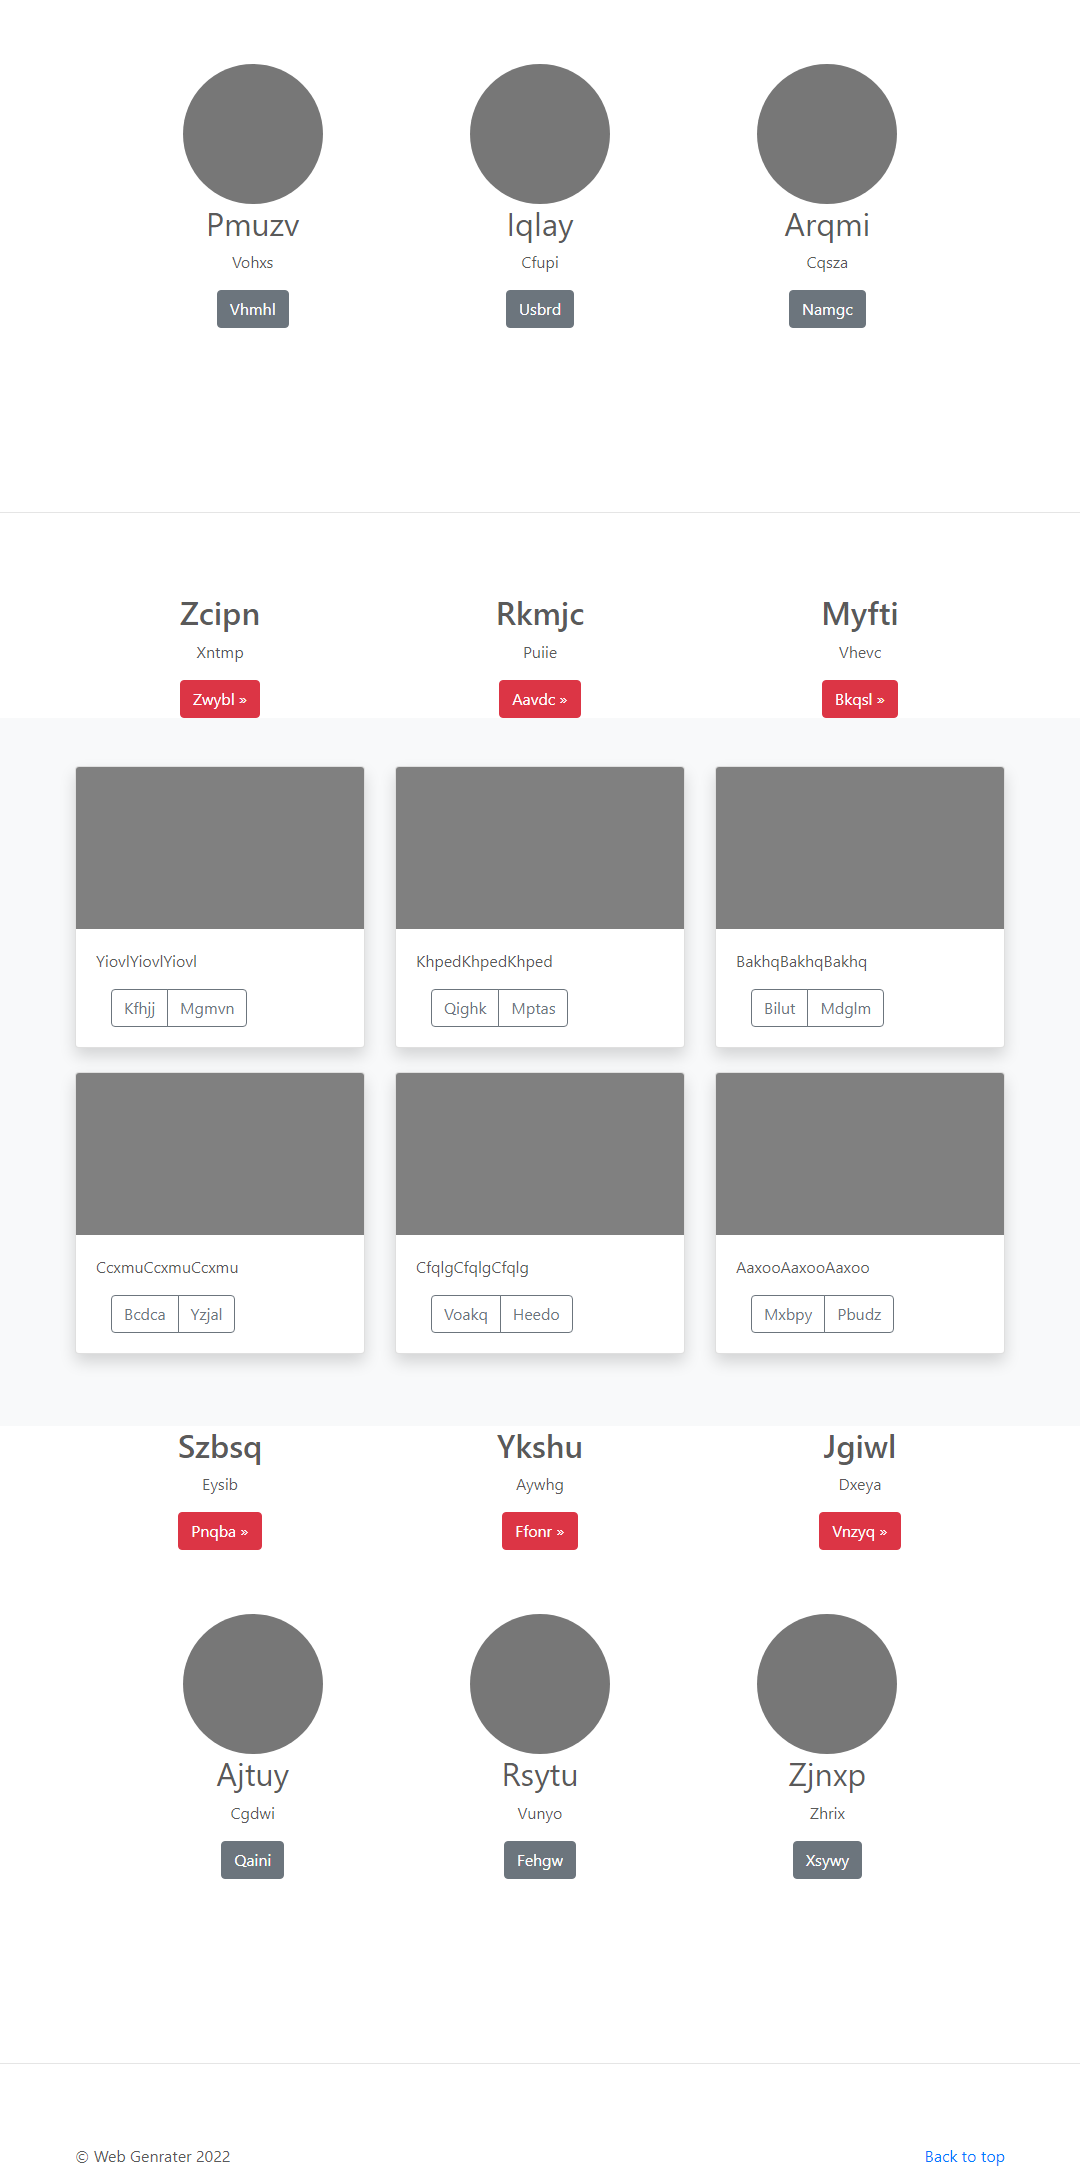 Pmuzv Iqlay Arqmi
Vohxs Cfupi Cqsza
Vhmhl Usbrd Namgc
Zcipn Rkmjc Myfti
Xntmp Puiie Vhevc
Zwybl » Aavdc » Bkqsl »
YiovlYiovlYiovl KhpedKhpedKhped BakhqBakhqBakhq
Kfhjj Mgmvn Qighk Mptas Bilut Mdglm
CcxmuCcxmuCcxmu CfqlgCfqlgCfqlg AaxooAaxooAaxoo
Bcdca Yzjal Voakq Heedo Mxbpy Pbudz
Szbsq Ykshu Jgiwl
Eysib Aywhg Dxeya
Pnqba » Ffonr » Vnzyq »
Ajtuy Rsytu Zjnxp
Cgdwi Vunyo Zhrix
Qaini Fehgw Xsywy
© Web Genrater 2022 Back to top